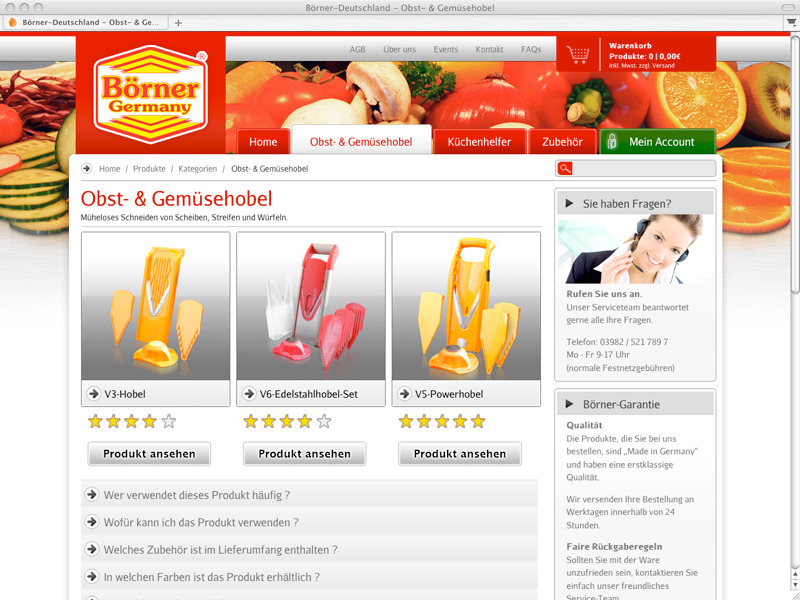 Börner-Deutschland - Obst- & Gemüsehobel
Börner-Deutschland - Obst- & Ge...
AGB Über uns Events Kontakt FAQs
Warenkorb
Produkte: 0 | 0,00€
inkl. Mwst. zzgl. Versand
Börner
Germany
®
Home Obst- & Gemüsehobel Küchenhelfer Zubehör Mein Account
Home / Produkte / Kategorien / Obst- & Gemüsehobel
Obst- & Gemüsehobel
Müheloses Schneiden von Scheiben, Streifen und Würfeln.
V3-Hobel
V6-Edelstahlhobel-Set
V5-Powerhobel
Produkt ansehen
Produkt ansehen
Produkt ansehen
Wer verwendet dieses Produkt häufig ?
Wofür kann ich das Produkt verwenden ?
Welches Zubehör ist im Lieferumfang enthalten ?
In welchen Farben ist das Produkt erhältlich ?
Sie haben Fragen?
Rufen Sie uns an.
Unser Serviceteam beantwortet
gerne alle Ihre Fragen.
Telefon: 03982 / 521 789 7
Mo - Fr 9-17 Uhr
(normale Festnetzgebühren)
Börner-Garantie
Qualität
Die Produkte, die Sie bei uns
bestellen, sind „Made in Germany"
und haben eine erstklassige
Qualität.
Wir versenden Ihre Bestellung an
Werktagen innerhalb von 24
Stunden.
Faire Rückgaberegeln
Sollten Sie mit der Ware
unzufrieden sein, kontaktieren Sie
einfach unser freundliches
Service-Team